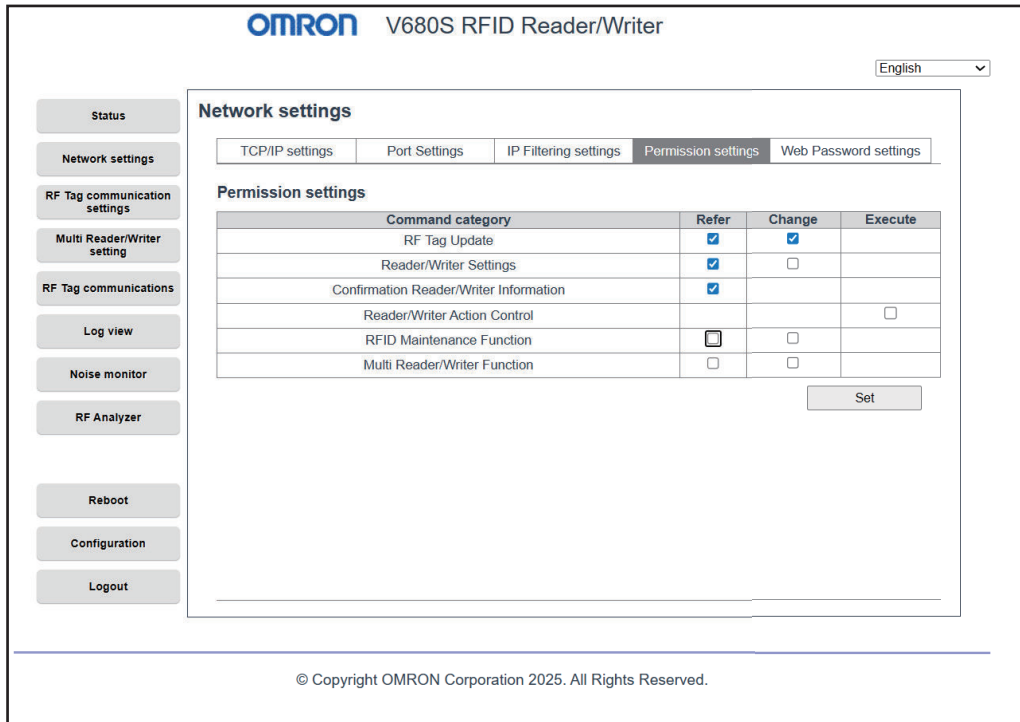 OMRON V680S RFID Reader/Writer
English
Status
Network settings
RF Tag communication
settings
Multi Reader/Writer
setting
RF Tag communications
Log view
Noise monitor
RF Analyzer
Reboot
Configuration
Logout
Network settings
TCP/IP settings Port Settings IP Filtering settings Permission settings Web Password settings
Permission settings
Command category Refer Change Execute
RF Tag Update
Reader/Writer Settings
Confirmation Reader/Writer Information
Reader/Writer Action Control
RFID Maintenance Function
Multi Reader/Writer Function
Set
© Copyright OMRON Corporation 2025. All Rights Reserved.